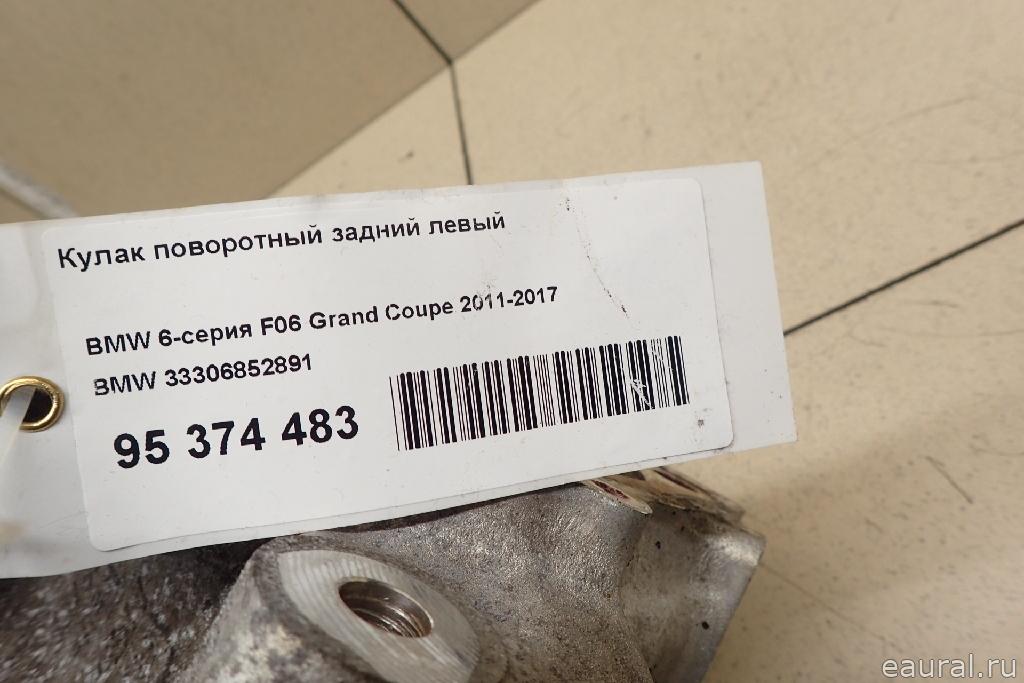 Кулак поворотный задний левый
BMW 6-серия F06 Grand Coupe 2011-2017
BMW 33306852891
95 374 483
eaural.ru